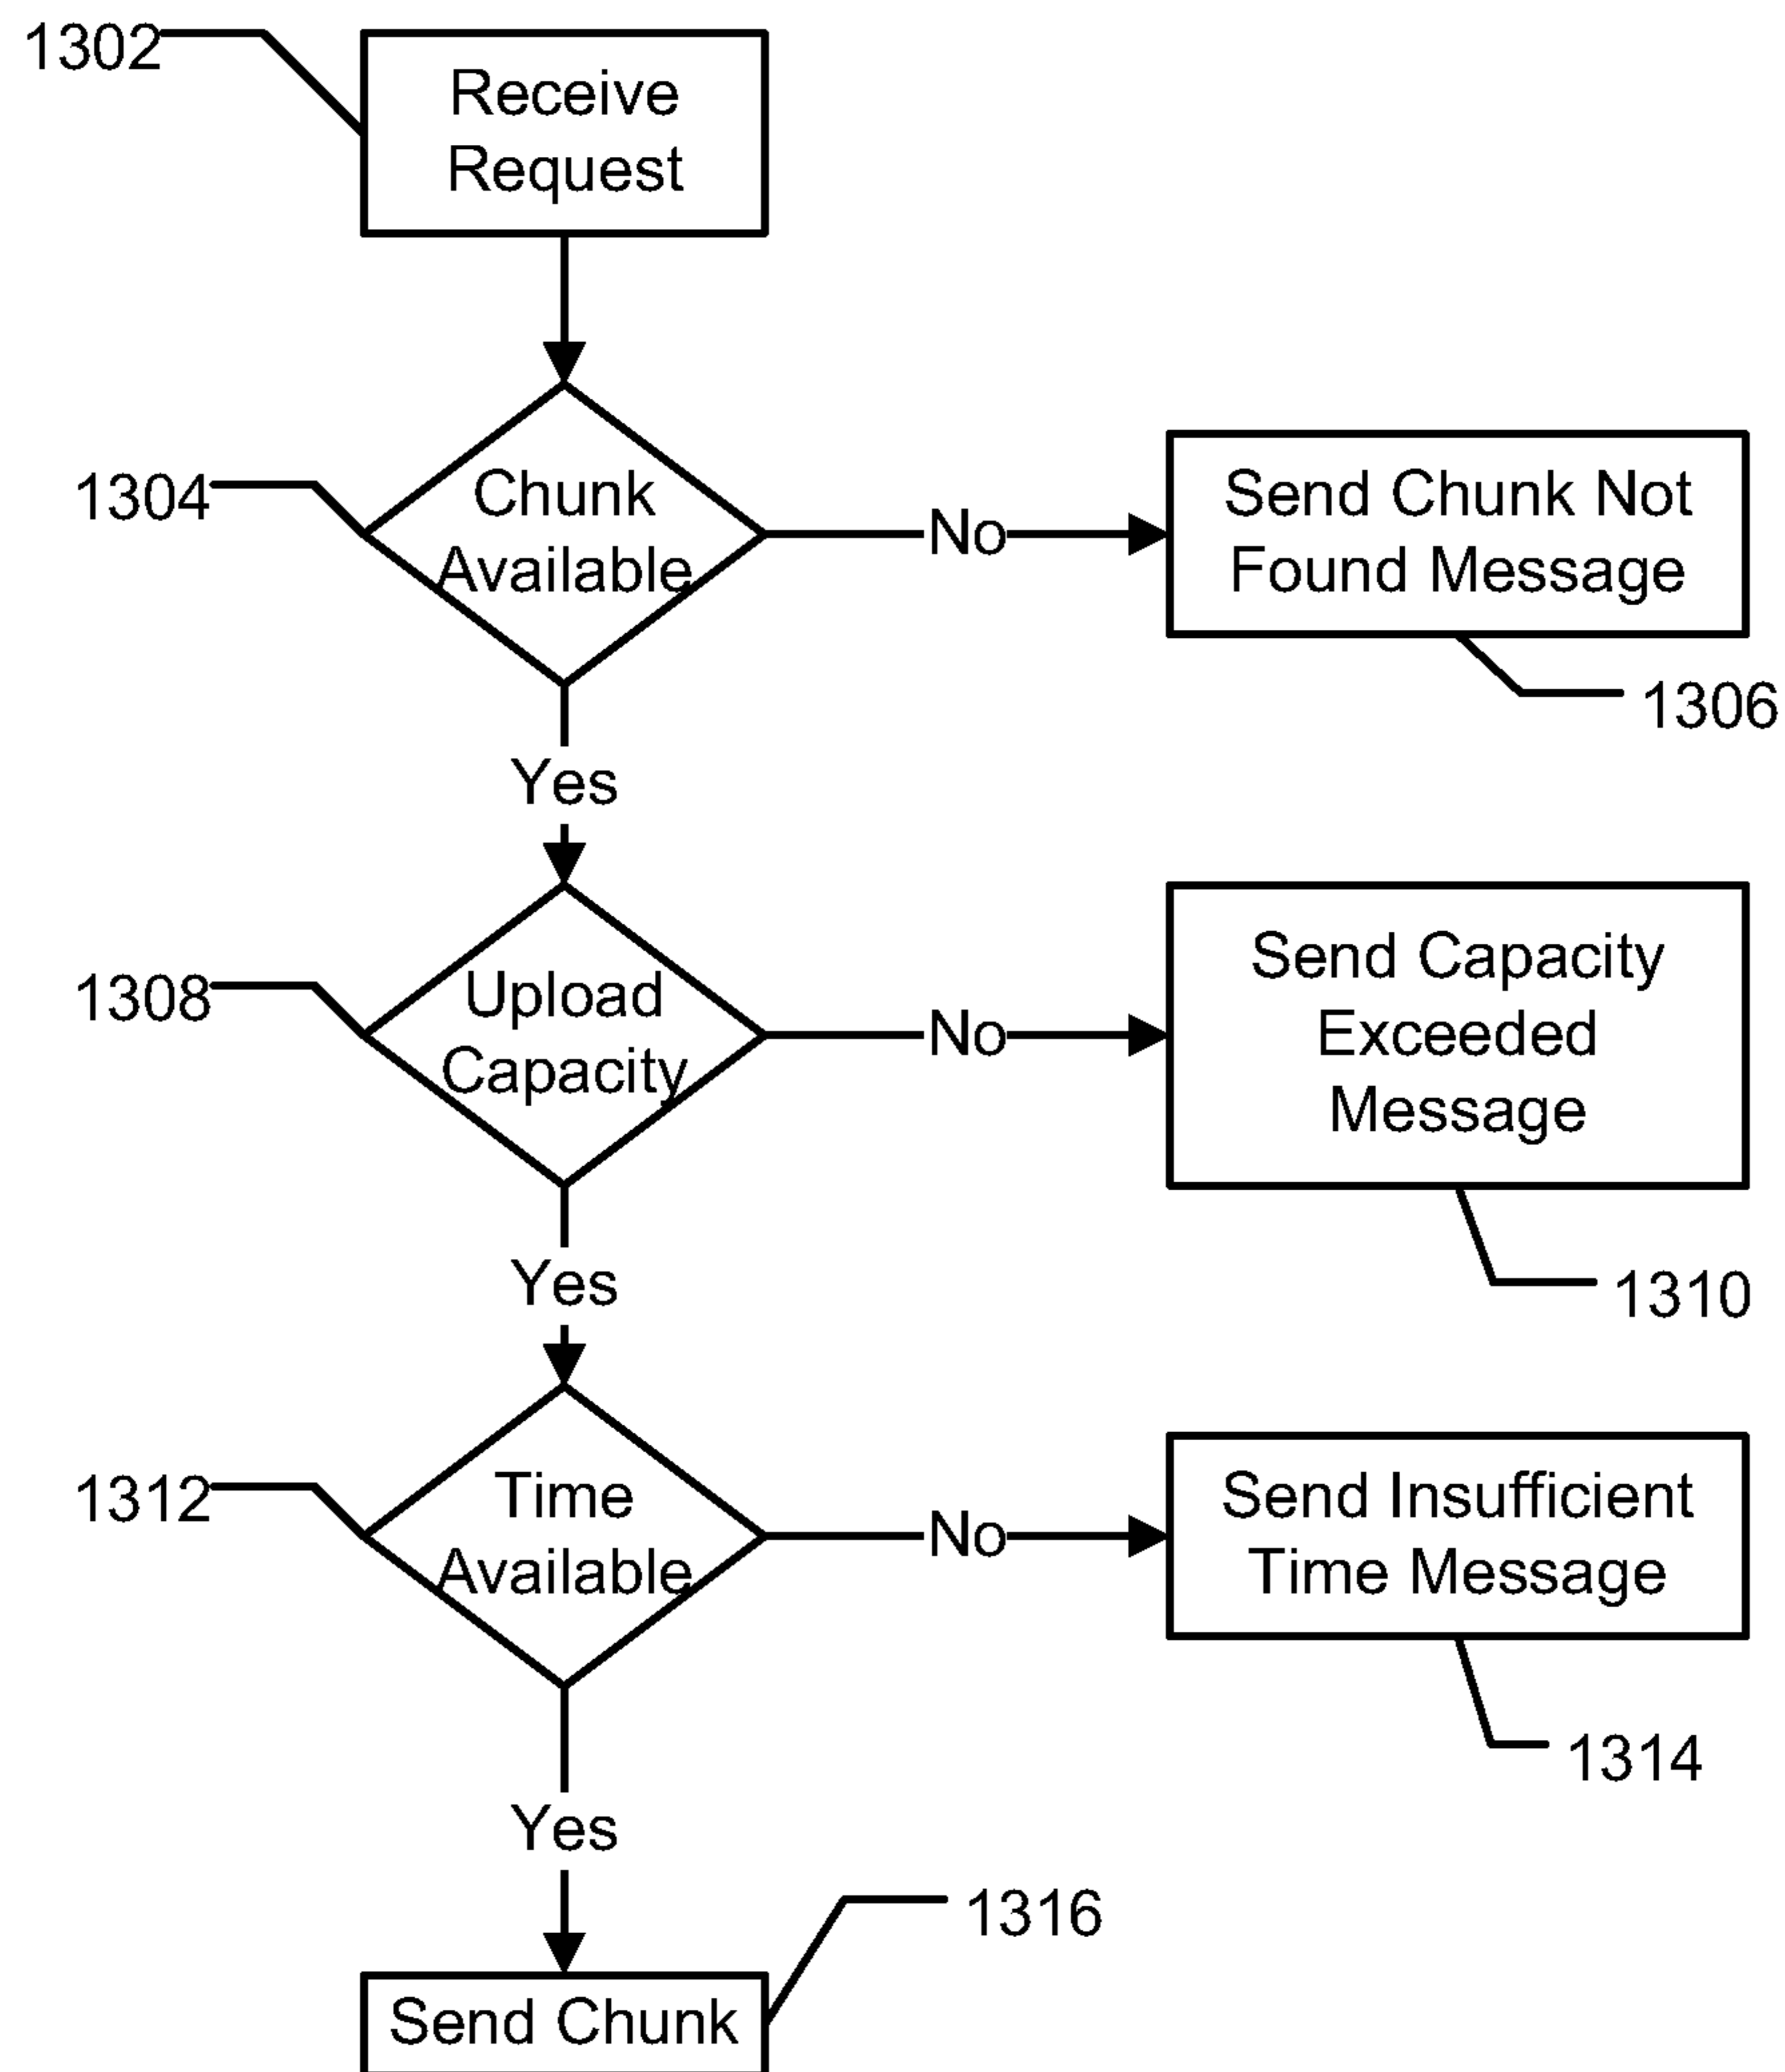 1302
Receive
Request
1304
Chunk
Available
No
Send Chunk Not
Found Message
1306
Yes
1308
Upload
Capacity
No
Send Capacity
Exceeded
Message
1310
Yes
1312
Time
Available
No
Send Insufficient
Time Message
1314
Yes
1316
Send Chunk